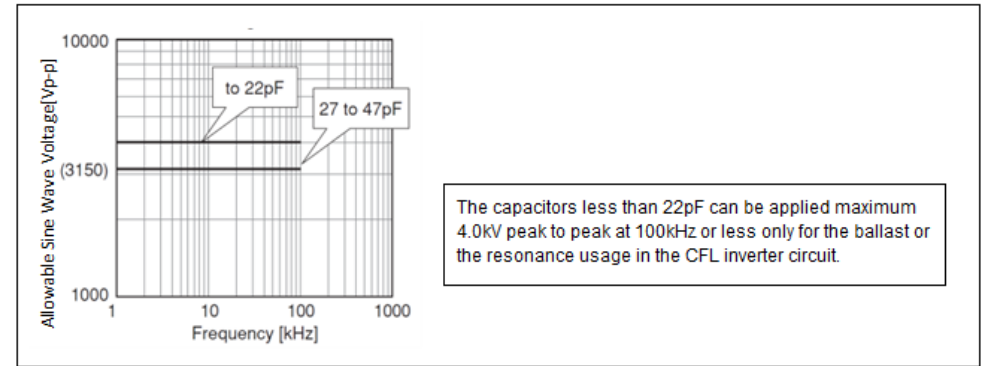 10000
Allowable Sine Wave Voltage[Vp-p]
to 22pF
27 to 47pF
(3150)
1000
1 10 100 1000
Frequency [kHz]
The capacitors less than 22pF can be applied maximum
4.0kV peak to peak at 100kHz or less only for the ballast or
the resonance usage in the CFL inverter circuit.